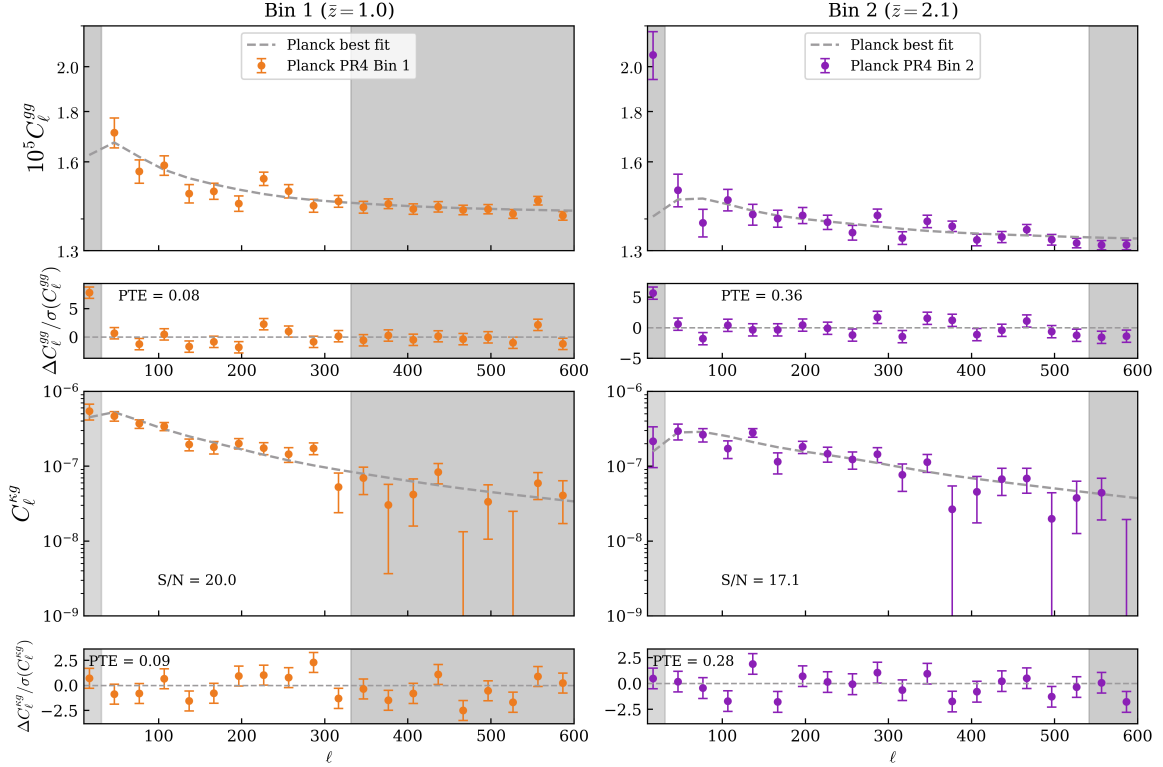 Bin 1 (z̄ = 1.0)
Bin 2 (z̄ = 2.1)
10⁵C_ℓ^{gg}
2.0
1.8
1.6
1.3
Planck best fit
Planck PR4 Bin 1
2.0
1.8
1.6
1.3
Planck best fit
Planck PR4 Bin 2
ΔC_ℓ^{gg}/σ(C_ℓ^{gg})
5
0
PTE = 0.08
100 200 300 400 500 600
5
0
−5
PTE = 0.36
100 200 300 400 500 600
C_ℓ^{κg}
10⁻⁶
10⁻⁷
10⁻⁸
10⁻⁹
S/N = 20.0
10⁻⁶
10⁻⁷
10⁻⁸
10⁻⁹
S/N = 17.1
ΔC_ℓ^{κg}/σ(C_ℓ^{κg})
2.5
0.0
−2.5
PTE = 0.09
100 200 300 400 500 600
ℓ
2.5
0.0
−2.5
PTE = 0.28
100 200 300 400 500 600
ℓ